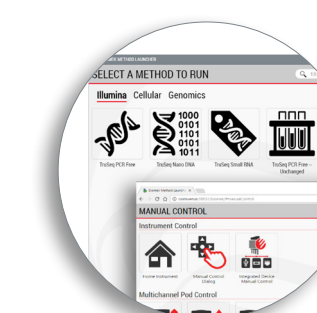 METHOD LAUNCHER
SELECT A METHOD TO RUN
Illumina Cellular Genomics
1000
0101
1101
0101
1011
TruSeq PCR Free
TruSeq Nano DNA
TruSeq Small RNA
TruSeq PCR Free –
Unchanged
MANUAL CONTROL
Instrument Control
Home Instrument
Manual Control
Dialog
Integrated Device
Manual Control
Multichannel Pod Control